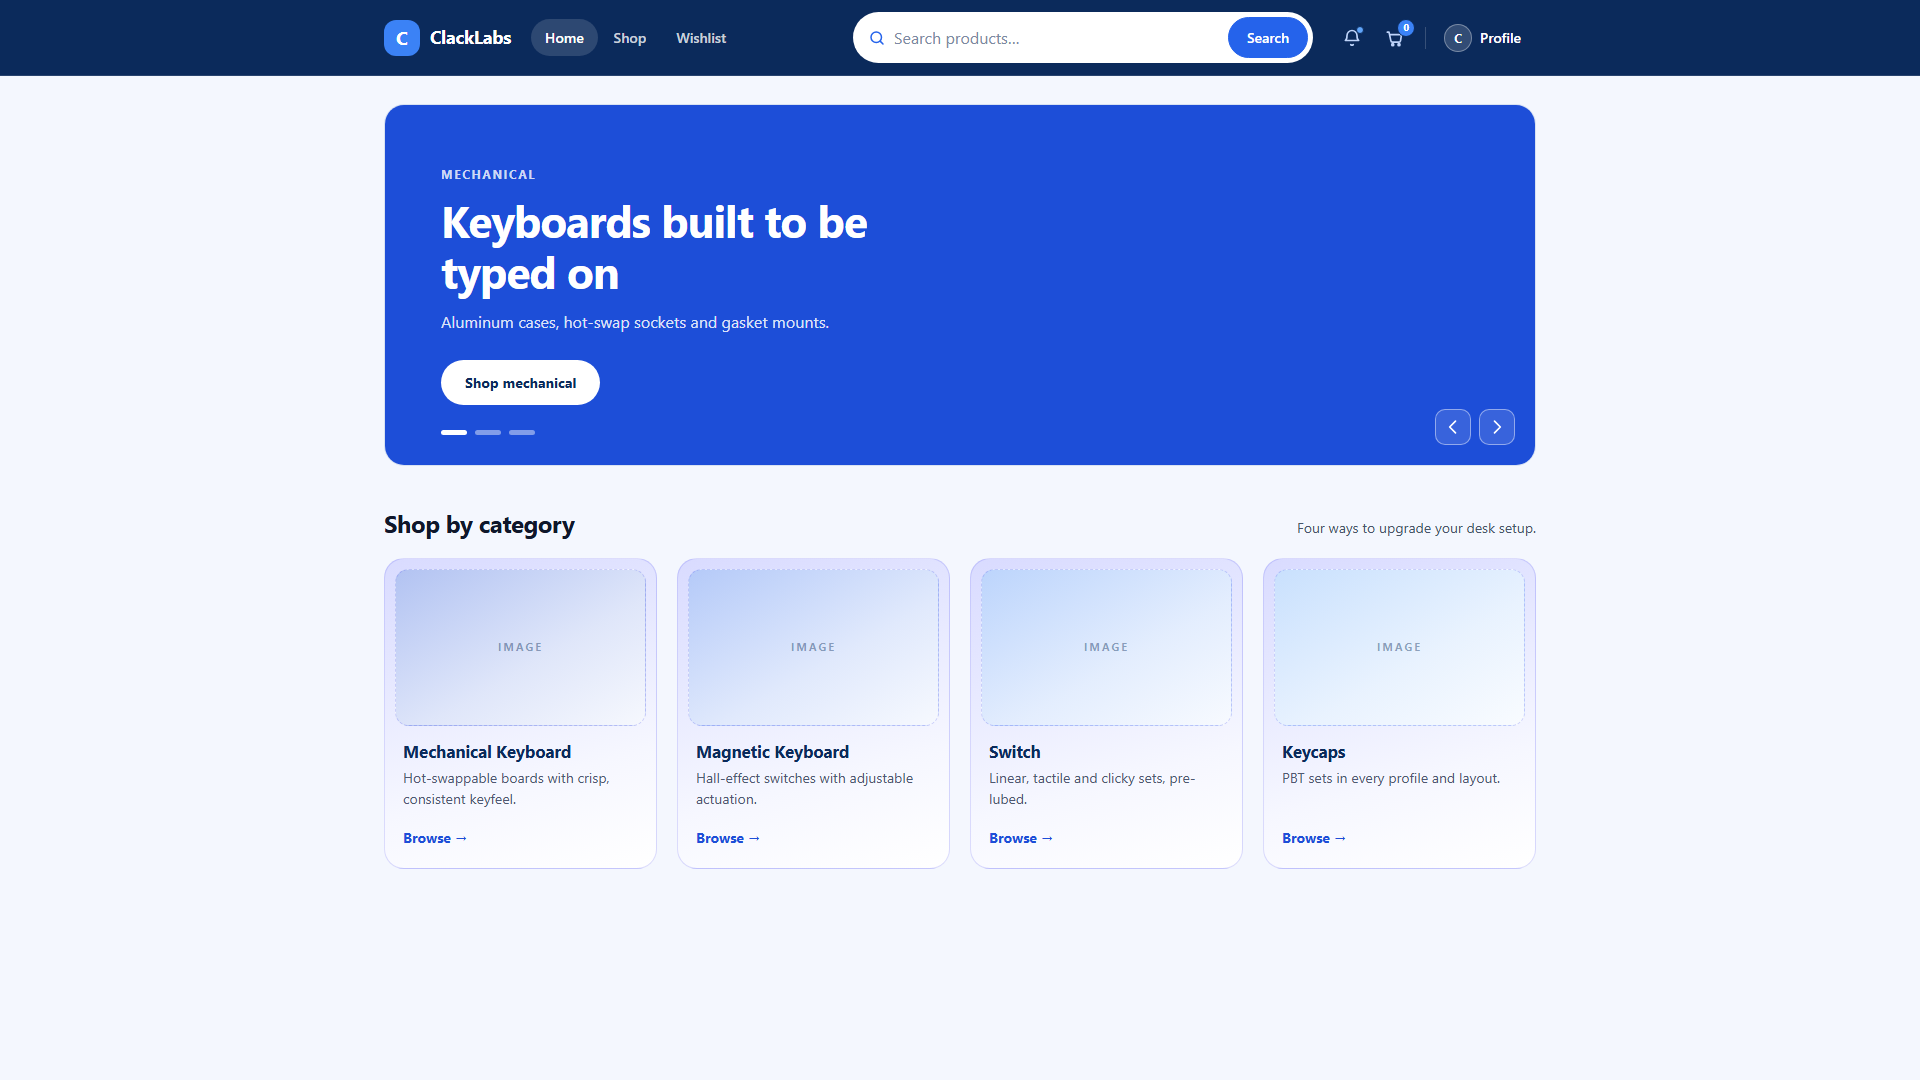 C ClackLabs Home Shop Wishlist Search products... Search 0 C Profile
MECHANICAL
Keyboards built to be
typed on
Aluminum cases, hot-swap sockets and gasket mounts.
Shop mechanical
Shop by category
Four ways to upgrade your desk setup.
IMAGE
Mechanical Keyboard
Hot-swappable boards with crisp,
consistent keyfeel.
Browse →
IMAGE
Magnetic Keyboard
Hall-effect switches with adjustable
actuation.
Browse →
IMAGE
Switch
Linear, tactile and clicky sets, pre-
lubed.
Browse →
IMAGE
Keycaps
PBT sets in every profile and layout.
Browse →